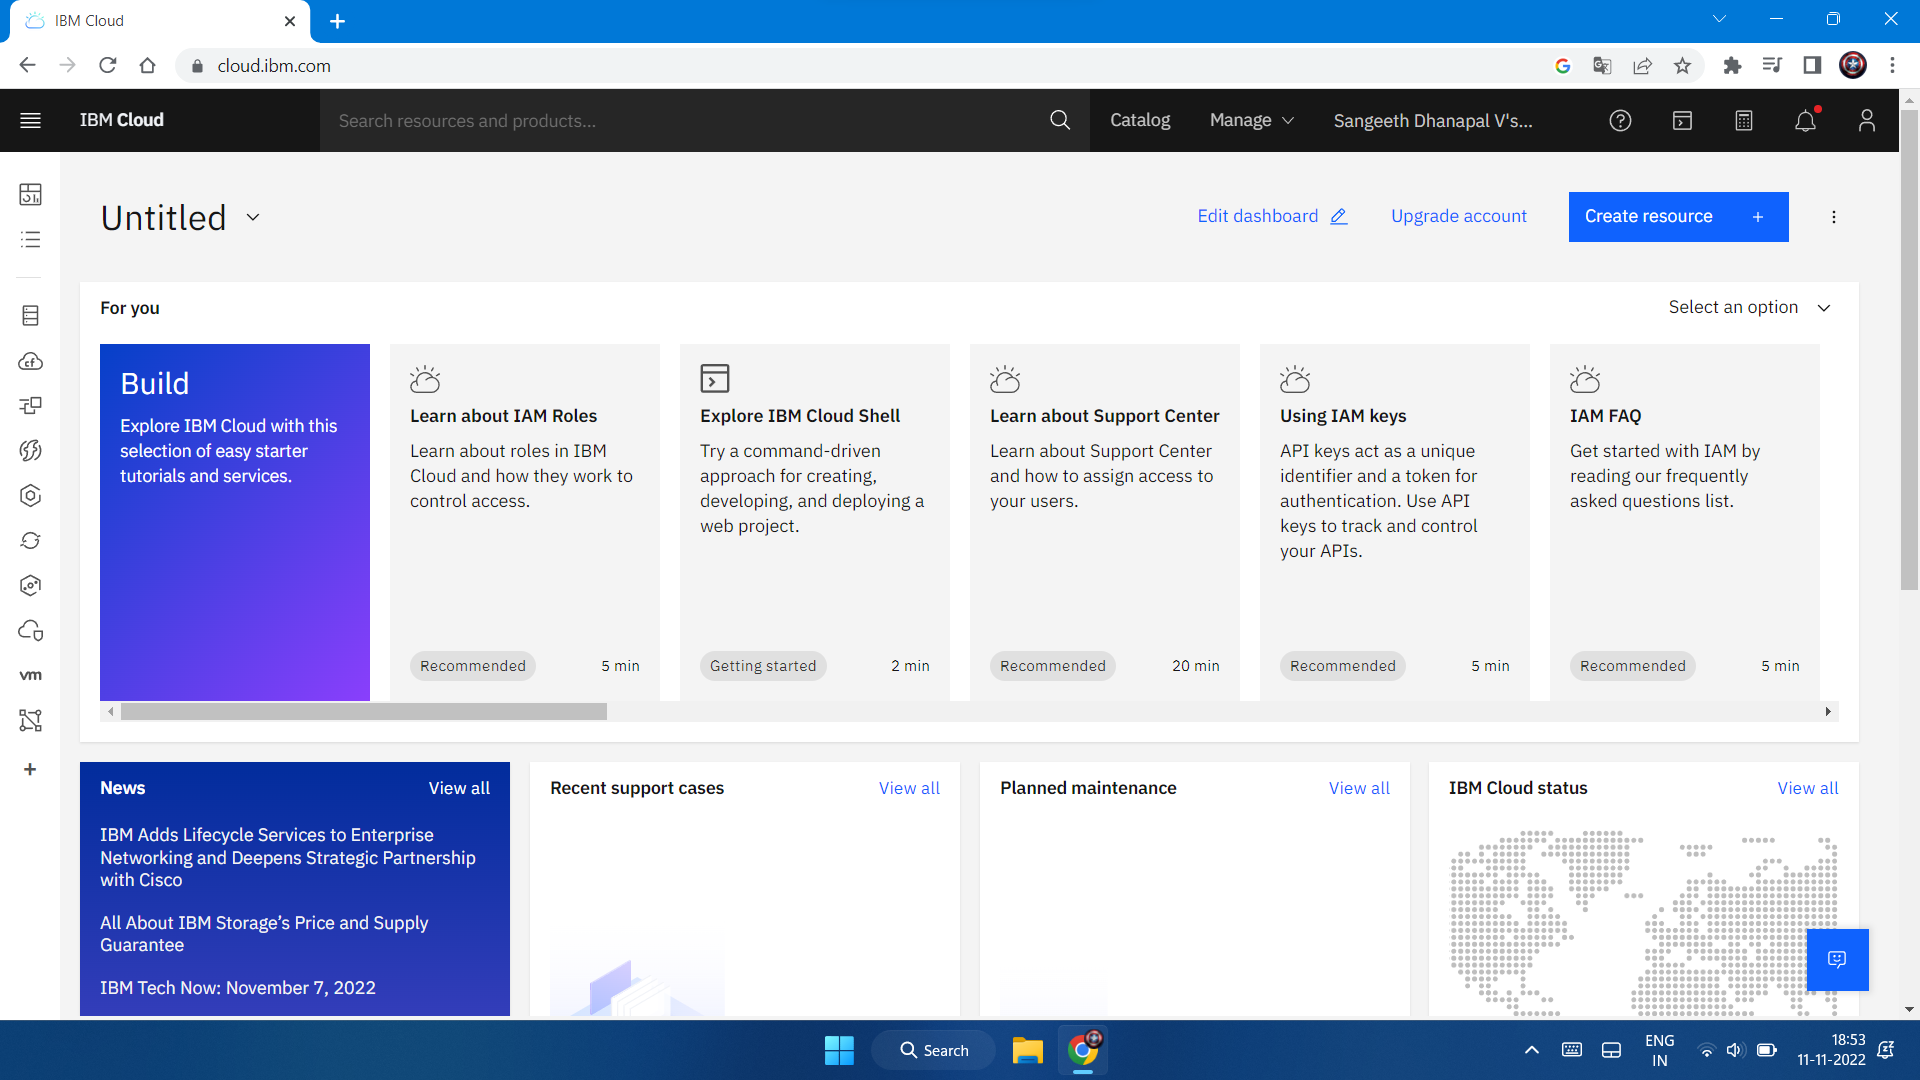 IBM Cloud
cloud.ibm.com
IBM Cloud
Search resources and products...
Catalog
Manage
Sangeeth Dhanapal V's...
Untitled
Edit dashboard
Upgrade account
Create resource +
For you
Select an option
Build
Explore IBM Cloud with this
selection of easy starter
tutorials and services.
Learn about IAM Roles
Learn about roles in IBM
Cloud and how they work to
control access.
Recommended
5 min
Explore IBM Cloud Shell
Try a command-driven
approach for creating,
developing, and deploying a
web project.
Getting started
2 min
Learn about Support Center
Learn about Support Center
and how to assign access to
your users.
Recommended
20 min
Using IAM keys
API keys act as a unique
identifier and a token for
authentication. Use API
keys to track and control
your APIs.
Recommended
5 min
IAM FAQ
Get started with IAM by
reading our frequently
asked questions list.
Recommended
5 min
cf
vm
News
View all
IBM Adds Lifecycle Services to Enterprise
Networking and Deepens Strategic Partnership
with Cisco
All About IBM Storage’s Price and Supply
Guarantee
IBM Tech Now: November 7, 2022
Recent support cases
View all
Planned maintenance
View all
IBM Cloud status
View all
Search
ENG
IN
18:53
11-11-2022